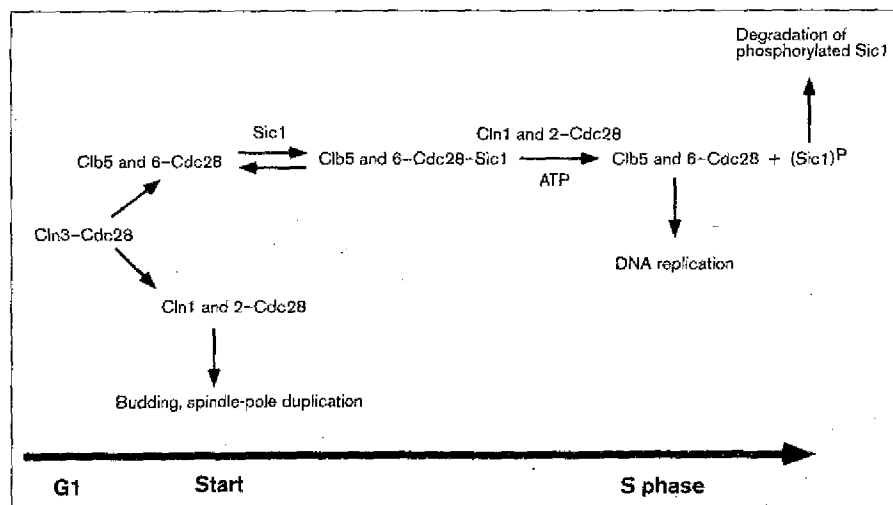 Degradation of
phosphorylated Sic1
Sic1
Cln1 and 2–Cdc28
Clb5 and 6–Cdc28
Clb5 and 6–Cdc28–Sic1
ATP
Clb5 and 6–Cdc28 + (Sic1)P
Cln3–Cdc28
DNA replication
Cln1 and 2–Cdc28
Budding, spindle-pole duplication
G1
Start
S phase